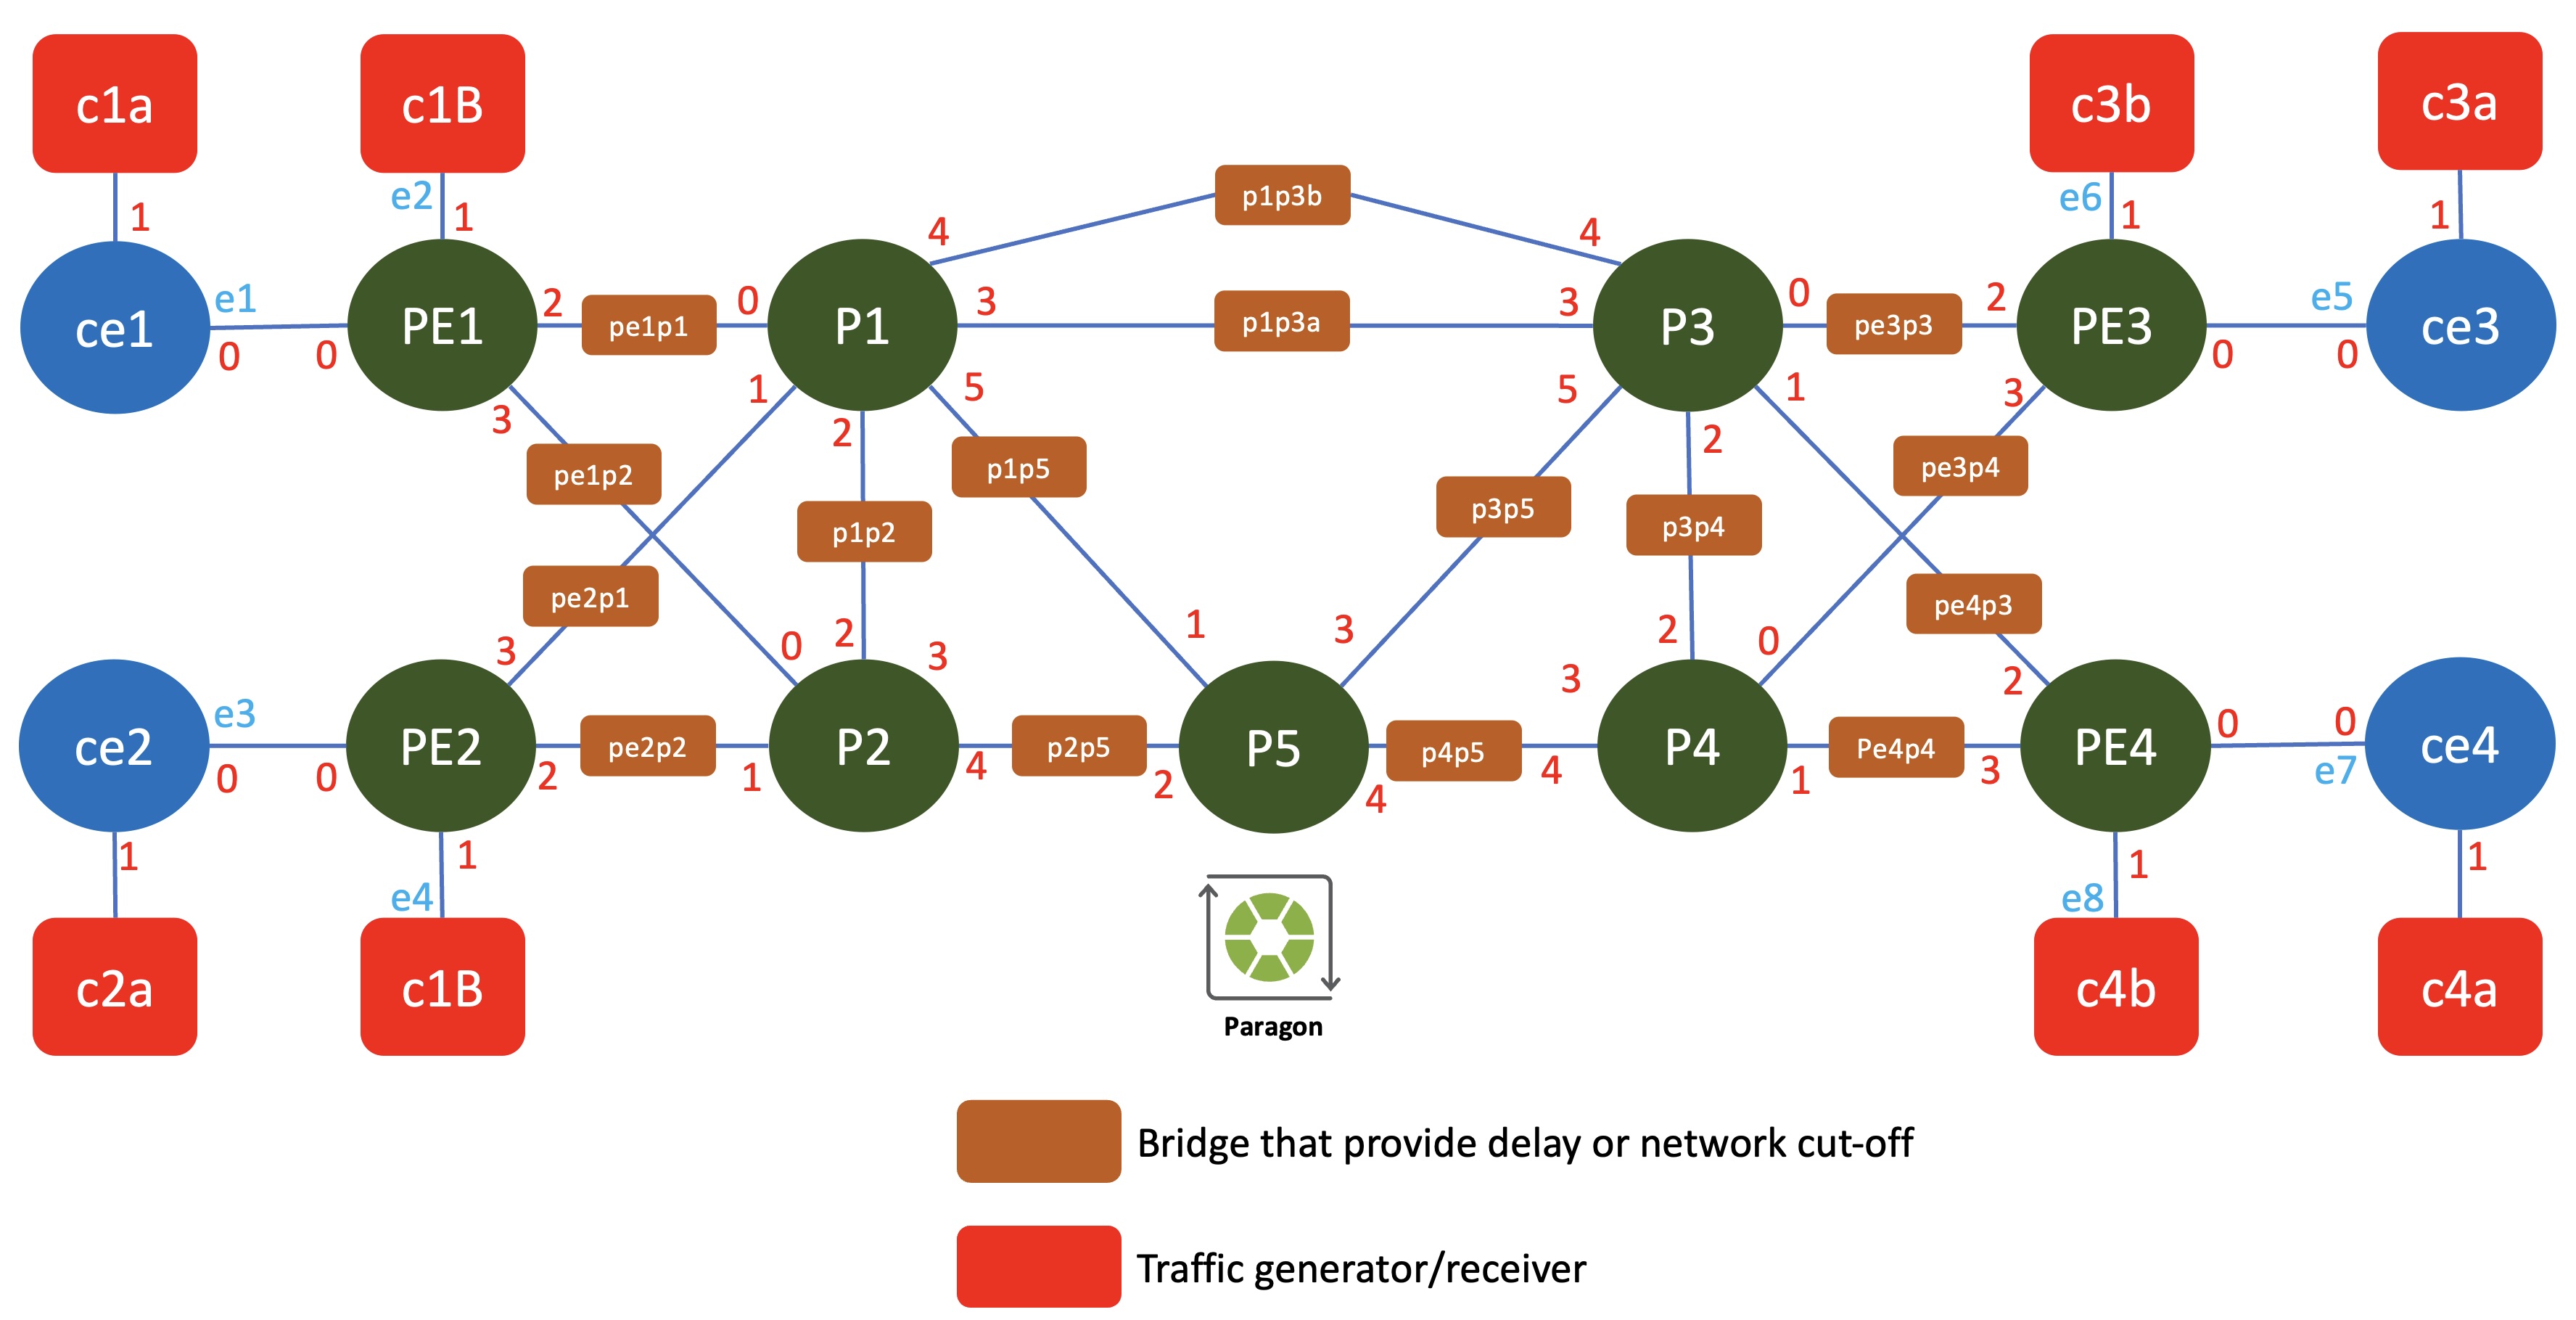 c1a
c1B
c3b
c3a
e2
1
1
e6
1
1
p1p3b
4
4
e1
ce1
0
0
PE1
2
pe1p1
0
P1
3
p1p3a
3
P3
0
pe3p3
2
PE3
0
e5
0
ce3
3
1
2
5
5
2
1
3
pe1p2
p1p5
pe3p4
p1p2
p3p5
p3p4
pe2p1
pe4p3
3
0
2
3
1
3
3
2
0
2
e3
ce2
0
0
PE2
2
pe2p2
1
P2
4
p2p5
2
P5
4
p4p5
4
P4
1
Pe4p4
3
PE4
0
0
e7
ce4
1
1
e4
1
e8
1
c2a
c1B
Paragon
c4b
c4a
Bridge that provide delay or network cut-off
Traffic generator/receiver